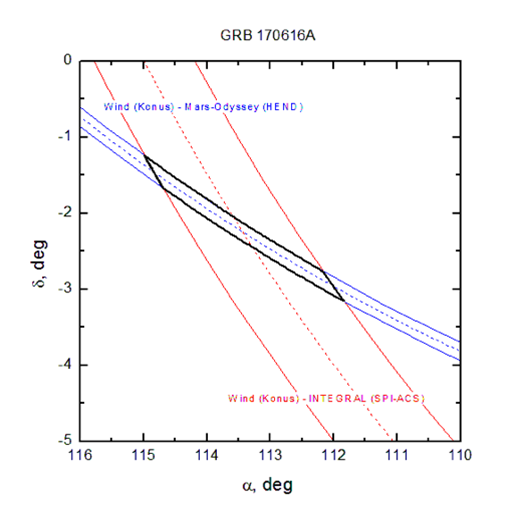 GRB 170616A
0
Wind (Konus) - Mars-Odyssey (HEND)
-1
-2
δ, deg
-3
-4
Wind (Konus) - INTEGRAL (SPI-ACS)
-5
116 115 114 113 112 111 110
α, deg